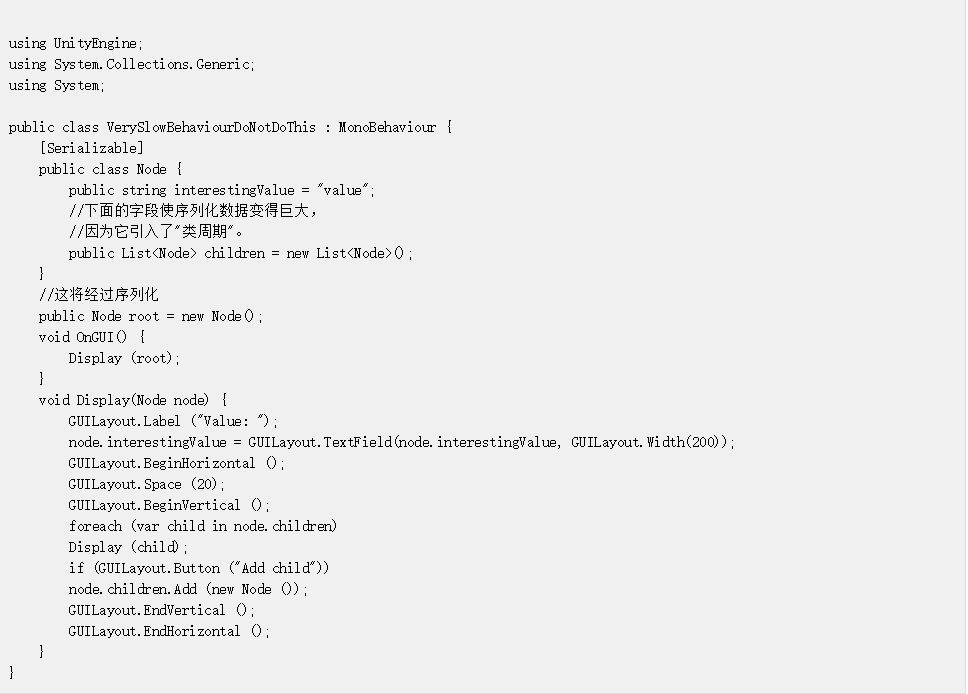 using UnityEngine;
using System.Collections.Generic;
using System;
public class VerySlowBehaviourDoNotDoThis : MonoBehaviour {
    [Serializable]
    public class Node {
        public string interestingValue = "value";
        //下面的字段使序列化数据变得巨大，
        //因为它引入了"类周期"。
        public List<Node> children = new List<Node>();
    }
    //这将经过序列化
    public Node root = new Node();
    void OnGUI() {
        Display (root);
    }
    void Display(Node node) {
        GUILayout.Label ("Value: ");
        node.interestingValue = GUILayout.TextField(node.interestingValue, GUILayout.Width(200));
        GUILayout.BeginHorizontal ();
        GUILayout.Space (20);
        GUILayout.BeginVertical ();
        foreach (var child in node.children)
        Display (child);
        if (GUILayout.Button ("Add child"))
        node.children.Add (new Node ());
        GUILayout.EndVertical ();
        GUILayout.EndHorizontal ();
    }
}